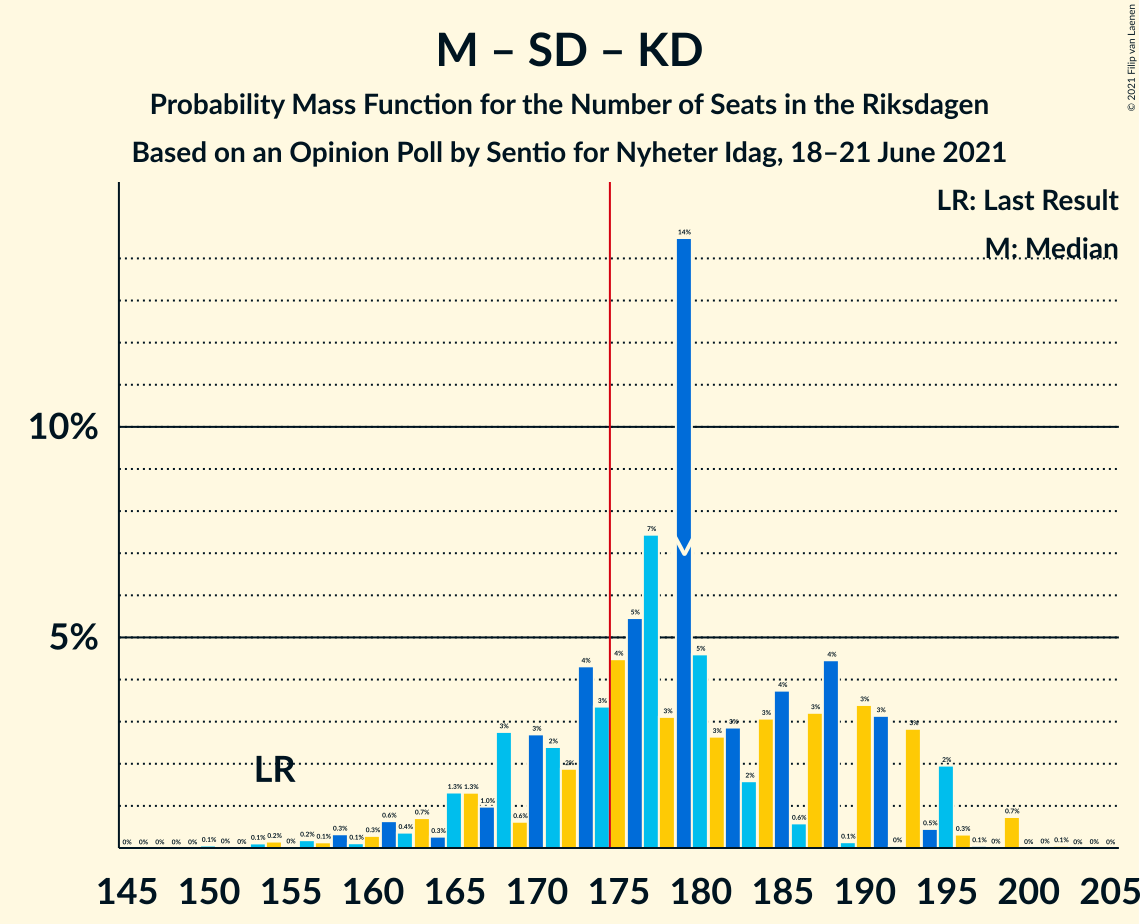 M – SD – KD
Probability Mass Function for the Number of Seats in the Riksdagen
Based on an Opinion Poll by Sentio for Nyheter Idag, 18–21 June 2021
© 2021 Filip van Laenen
LR: Last Result
M: Median
10%
5%
LR
0% 0% 0% 0% 0% 0.1% 0% 0% 0.1% 0.2% 0% 0.2% 0.1% 0.3% 0.1% 0.3% 0.6% 0.4% 0.7% 0.3% 1.3% 1.3% 1.0% 3% 0.6% 3% 2% 2% 4% 3% 4% 5% 7% 3% 14% 5% 3% 3% 2% 3% 4% 0.6% 3% 4% 0.1% 3% 3% 0% 3% 0.5% 2% 0.3% 0.1% 0% 0.7% 0% 0% 0.1% 0% 0% 0%
145 150 155 160 165 170 175 180 185 190 195 200 205